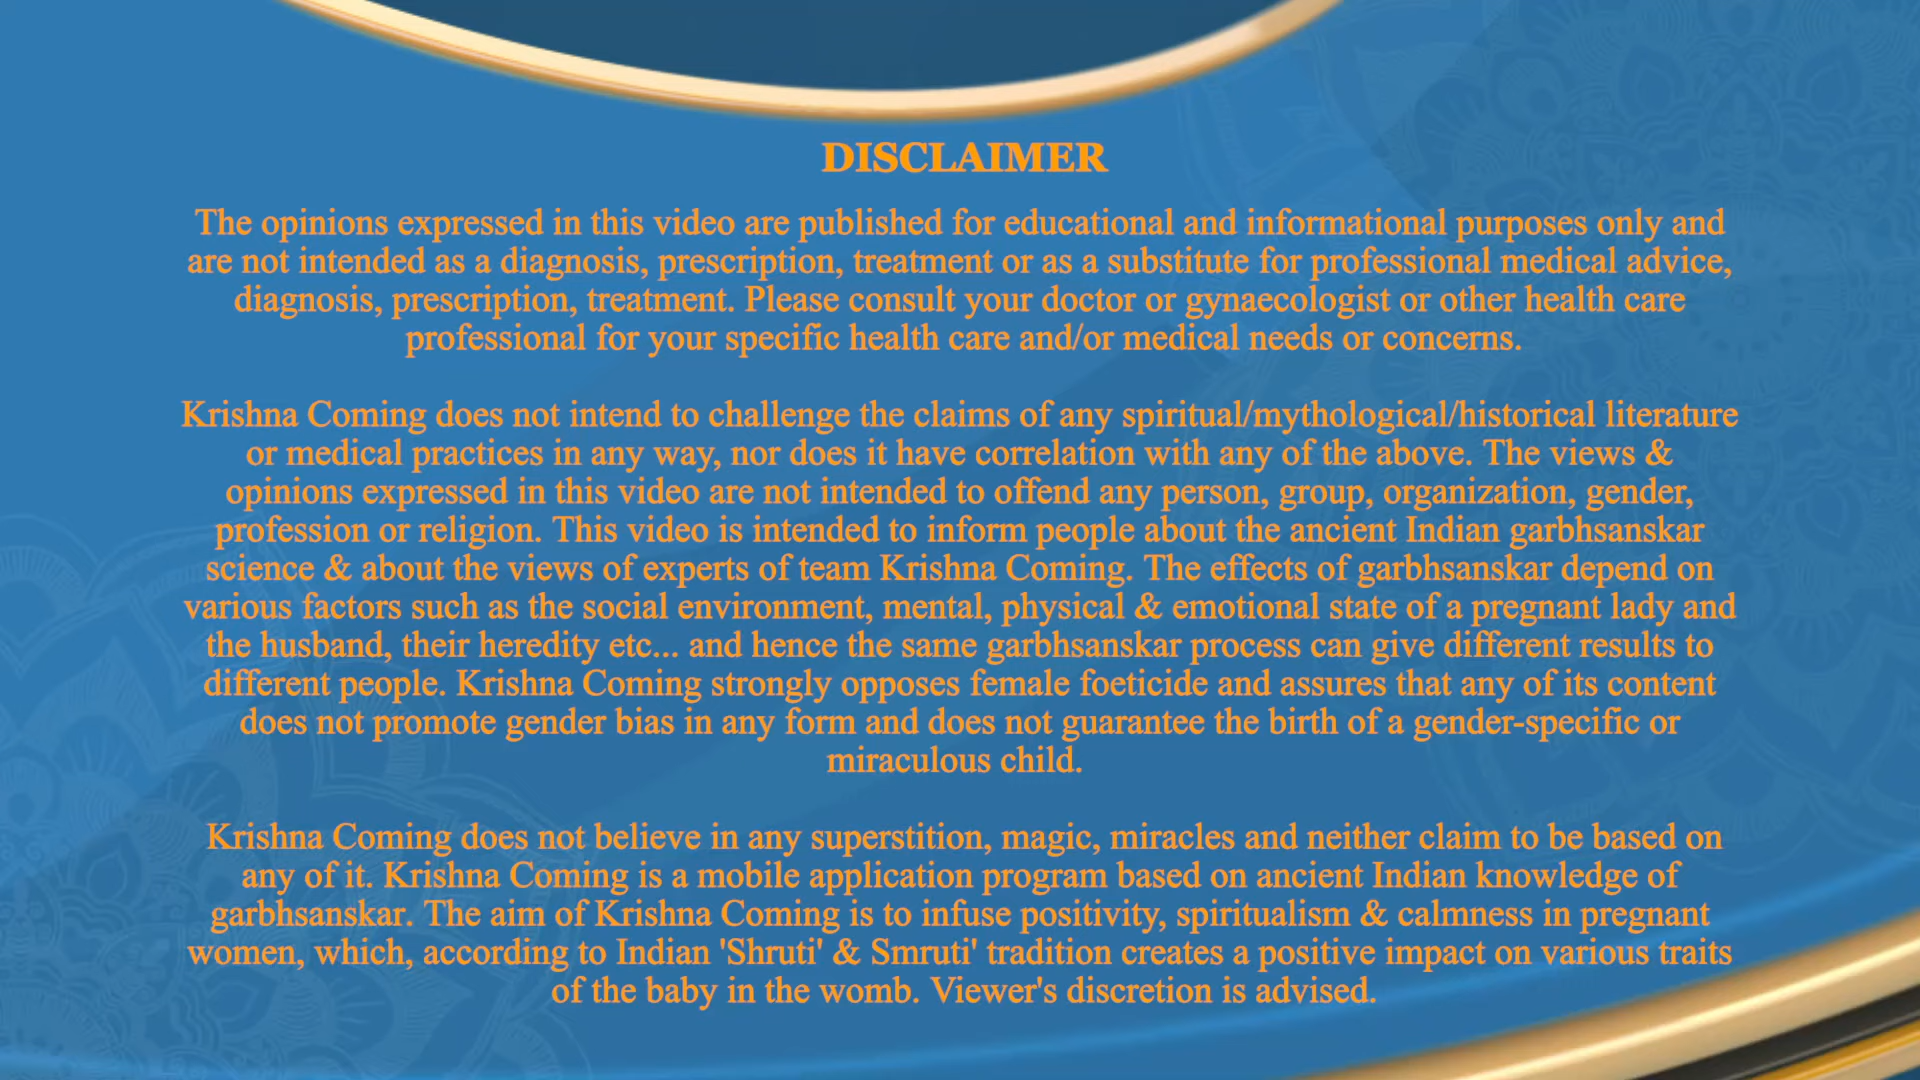 DISCLAIMER
The opinions expressed in this video are published for educational and informational purposes only and
are not intended as a diagnosis, prescription, treatment or as a substitute for professional medical advice,
diagnosis, prescription, treatment. Please consult your doctor or gynaecologist or other health care
professional for your specific health care and/or medical needs or concerns.
Krishna Coming does not intend to challenge the claims of any spiritual/mythological/historical literature
or medical practices in any way, nor does it have correlation with any of the above. The views &
opinions expressed in this video are not intended to offend any person, group, organization, gender,
profession or religion. This video is intended to inform people about the ancient Indian garbhsanskar
science & about the views of experts of team Krishna Coming. The effects of garbhsanskar depend on
various factors such as the social environment, mental, physical & emotional state of a pregnant lady and
the husband, their heredity etc... and hence the same garbhsanskar process can give different results to
different people. Krishna Coming strongly opposes female foeticide and assures that any of its content
does not promote gender bias in any form and does not guarantee the birth of a gender-specific or
miraculous child.
Krishna Coming does not believe in any superstition, magic, miracles and neither claim to be based on
any of it. Krishna Coming is a mobile application program based on ancient Indian knowledge of
garbhsanskar. The aim of Krishna Coming is to infuse positivity, spiritualism & calmness in pregnant
women, which, according to Indian 'Shruti' & Smruti' tradition creates a positive impact on various traits
of the baby in the womb. Viewer's discretion is advised.